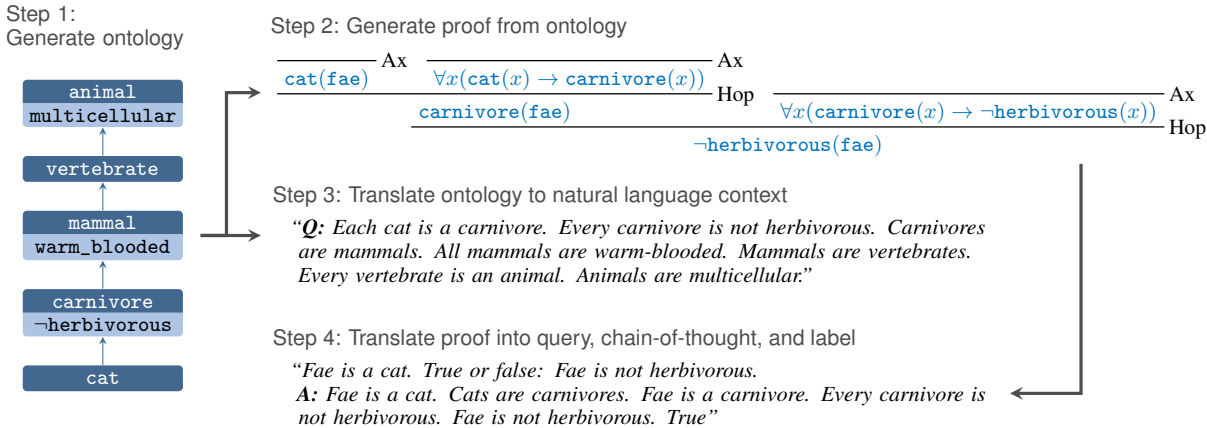 Step 1:
Generate ontology
animal
multicellular
vertebrate
mammal
warm_blooded
carnivore
¬herbivorous
cat
Step 2: Generate proof from ontology
Ax
cat(fae)
Ax
∀x(cat(x) → carnivore(x))
Hop
carnivore(fae)
Ax
∀x(carnivore(x) → ¬herbivorous(x))
Hop
¬herbivorous(fae)
Step 3: Translate ontology to natural language context
“Q: Each cat is a carnivore. Every carnivore is not herbivorous. Carnivores
are mammals. All mammals are warm-blooded. Mammals are vertebrates.
Every vertebrate is an animal. Animals are multicellular.”
Step 4: Translate proof into query, chain-of-thought, and label
“Fae is a cat. True or false: Fae is not herbivorous.
A: Fae is a cat. Cats are carnivores. Fae is a carnivore. Every carnivore is
not herbivorous. Fae is not herbivorous. True”